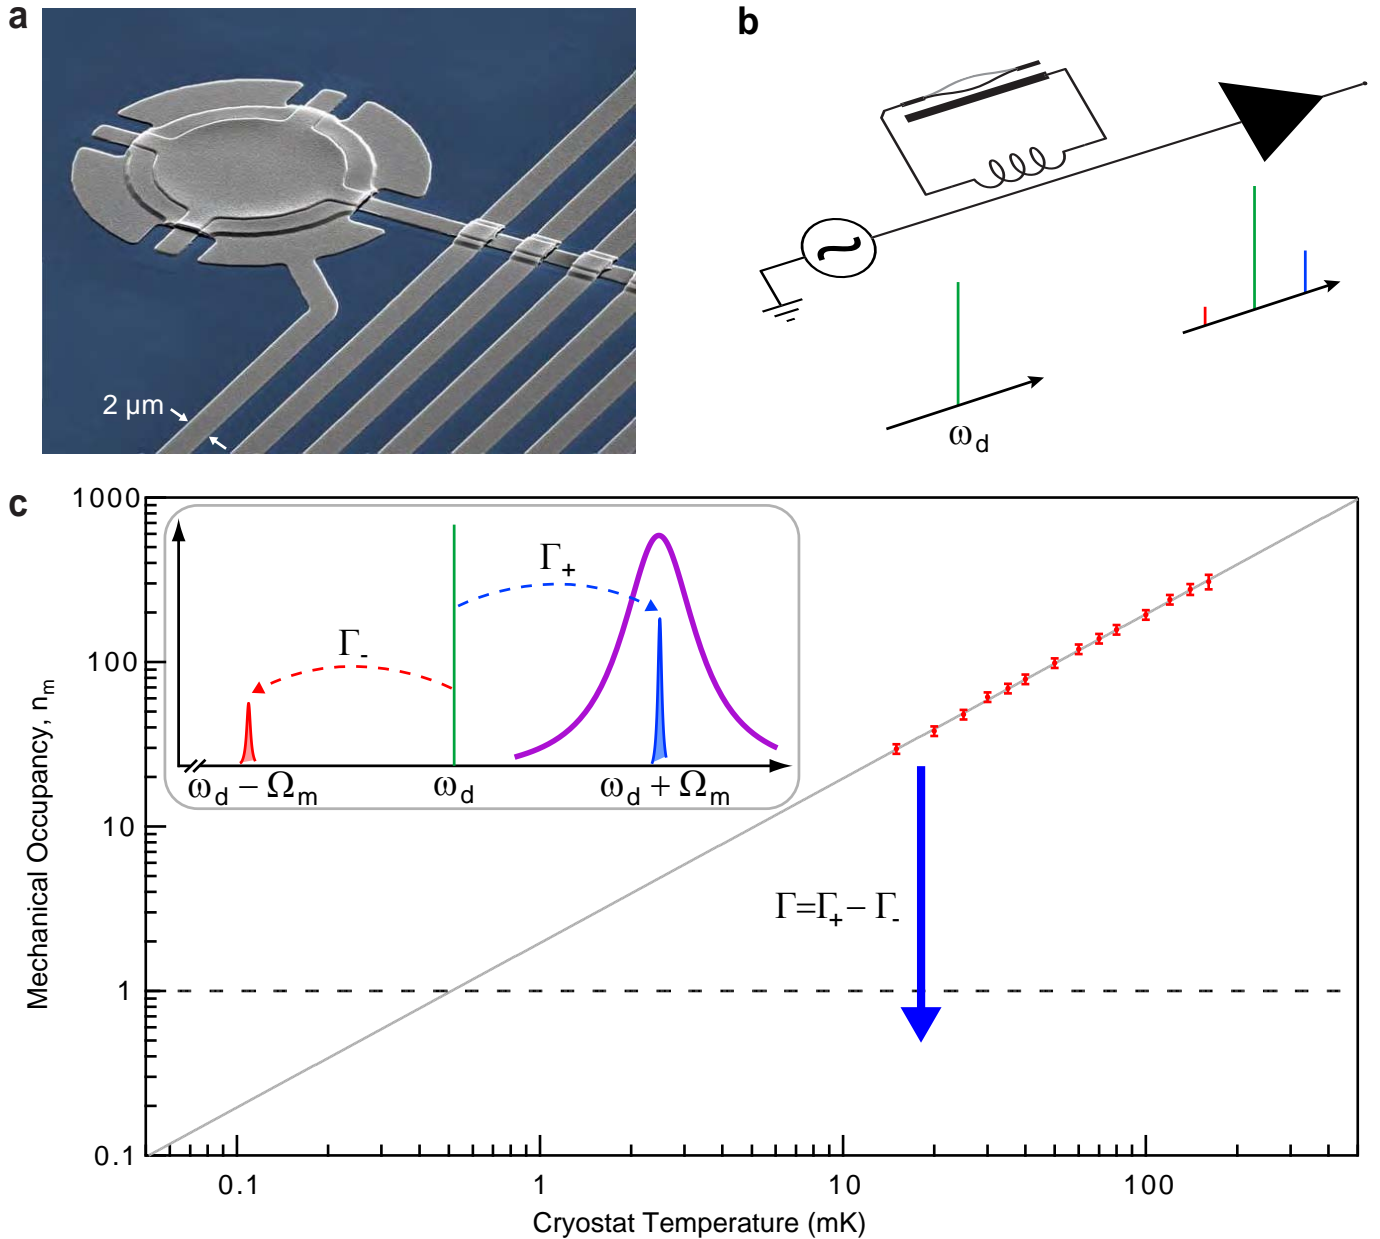 a
b
2 μm
ω_d
c
1000
100
10
1
0.1
Mechanical Occupancy, n_m
Γ_+
Γ_-
ω_d − Ω_m
ω_d
ω_d + Ω_m
Γ=Γ_+− Γ_-
0.1
1
10
100
Cryostat Temperature (mK)